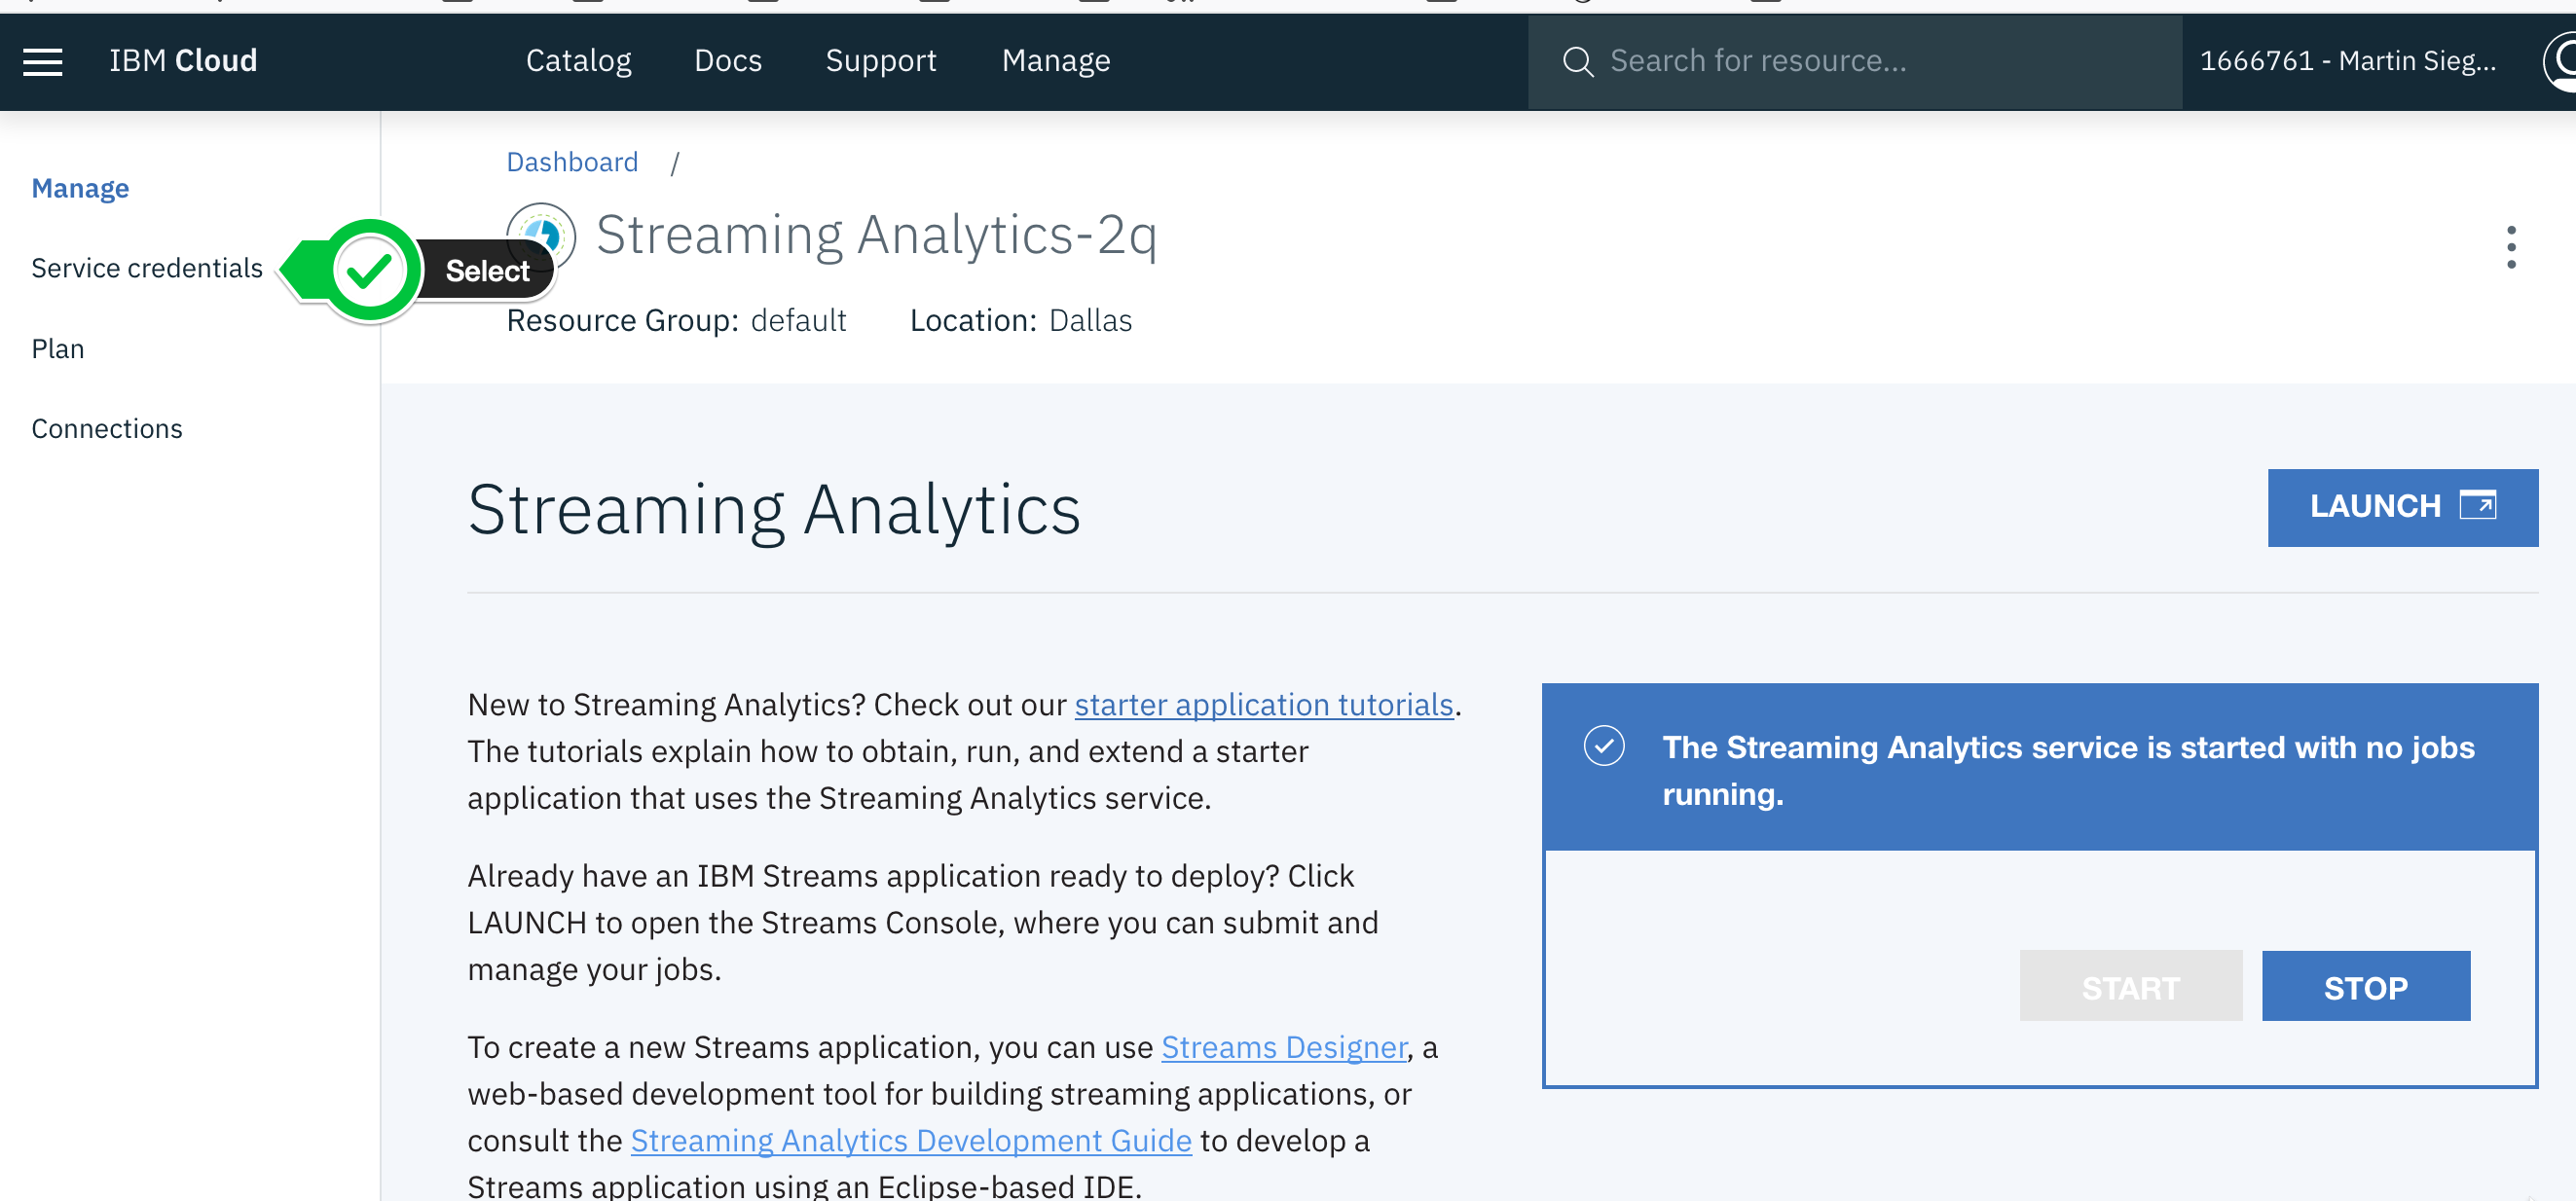 IBM Cloud Catalog Docs Support Manage Search for resource... 1666761 - Martin Sieg...
Manage
Service credentials
Plan
Connections
Select
Dashboard /
Streaming Analytics-2q
Resource Group: default Location: Dallas
Streaming Analytics
LAUNCH
New to Streaming Analytics? Check out our starter application tutorials.
The tutorials explain how to obtain, run, and extend a starter
application that uses the Streaming Analytics service.
Already have an IBM Streams application ready to deploy? Click
LAUNCH to open the Streams Console, where you can submit and
manage your jobs.
To create a new Streams application, you can use Streams Designer, a
web-based development tool for building streaming applications, or
consult the Streaming Analytics Development Guide to develop a
Streams application using an Eclipse-based IDE.
The Streaming Analytics service is started with no jobs
running.
START STOP